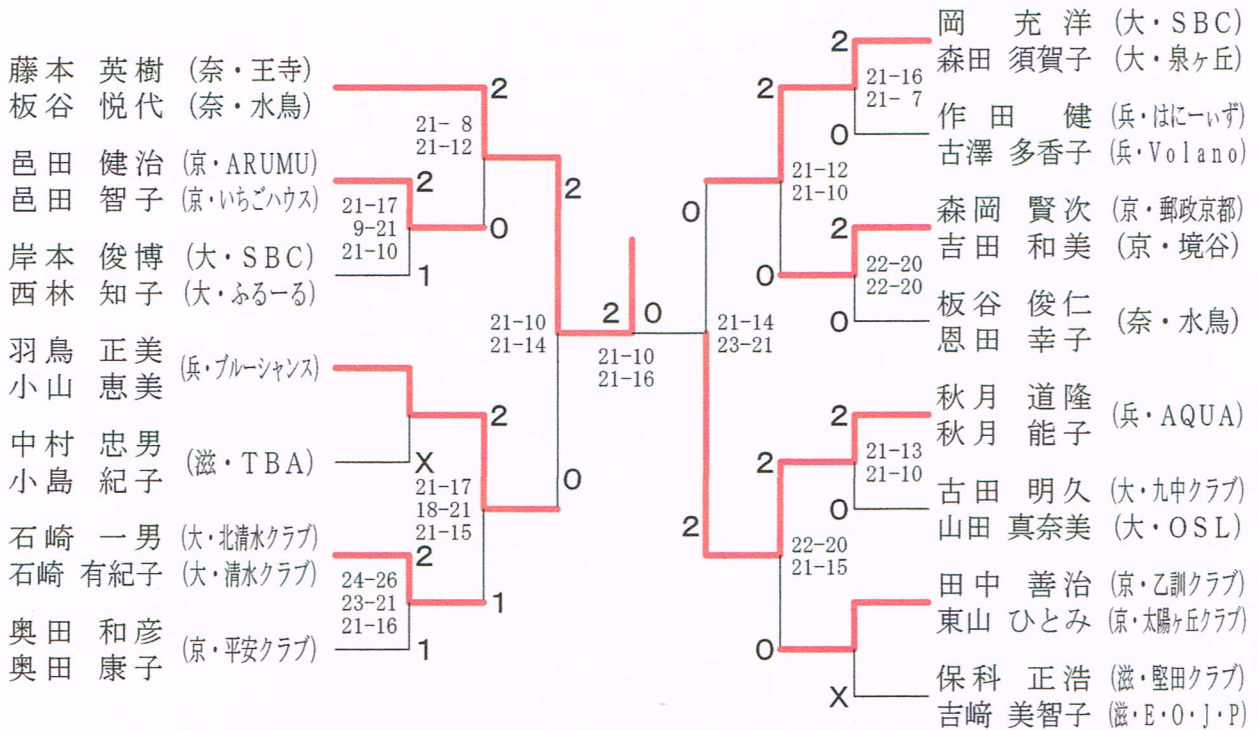 藤本 英樹 (奈・王寺)
板谷 悦代 (奈・水鳥)
2
21- 8
21-12
邑田 健治 (京・ARUMU)
邑田 智子 (京・いちごハウス)
2
21-17
9-21
21-10
0
岸本 俊博 (大・SBC)
西林 知子 (大・ふるーる)
1
2
21-10
21-14
羽鳥 正美
小山 恵美
(兵・ブルーシャンス)
2
中村 忠男
小島 紀子
(滋・TBA)
X
21-17
18-21
21-15
0
石崎 一男 (大・北清水クラブ)
石崎 有紀子 (大・清水クラブ)
2
24-26
23-21
21-16
1
奥田 和彦
奥田 康子
(京・平安クラブ)
1
2 0
21-10
21-16
岡 充洋 (大・SBC)
森田 須賀子 (大・泉ヶ丘)
2
21-16
21- 7
2
作田 健 (兵・はにーぃず)
古澤 多香子 (兵・Volano)
0
21-12
21-10
0
森岡 賢次 (京・郵政京都)
吉田 和美 (京・境谷)
2
22-20
22-20
0
板谷 俊仁
恩田 幸子
(奈・水鳥)
0
21-14
23-21
秋月 道隆
秋月 能子
(兵・AQUA)
2
21-13
21-10
2
古田 明久 (大・九中クラブ)
山田 真奈美 (大・OSL)
0
2
22-20
21-15
田中 善治 (京・乙訓クラブ)
東山 ひとみ (京・太陽ヶ丘クラブ)
0
保科 正浩 (滋・堅田クラブ)
吉﨑 美智子 (滋・E・O・J・P)
X